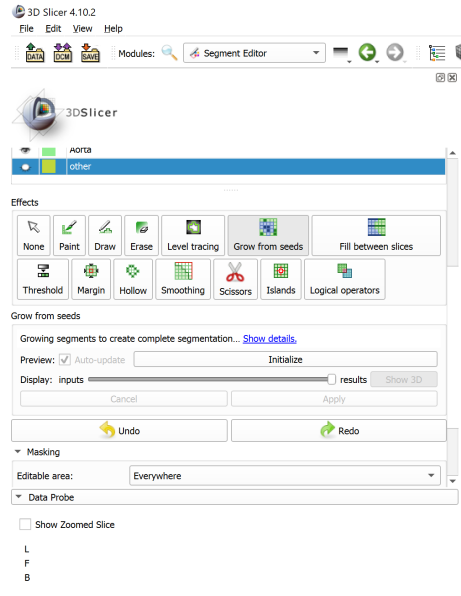 3D Slicer 4.10.2
File Edit View Help
DATA DCM SAVE Modules: Segment Editor
3DSlicer
Aorta
other
Effects
None Paint Draw Erase Level tracing Grow from seeds Fill between slices
Threshold Margin Hollow Smoothing Scissors Islands Logical operators
Grow from seeds
Growing segments to create complete segmentation... Show details.
Preview: Auto-update Initialize
Display: inputs results Show 3D
Cancel Apply
Undo Redo
Masking
Editable area: Everywhere
Data Probe
Show Zoomed Slice
L
F
B